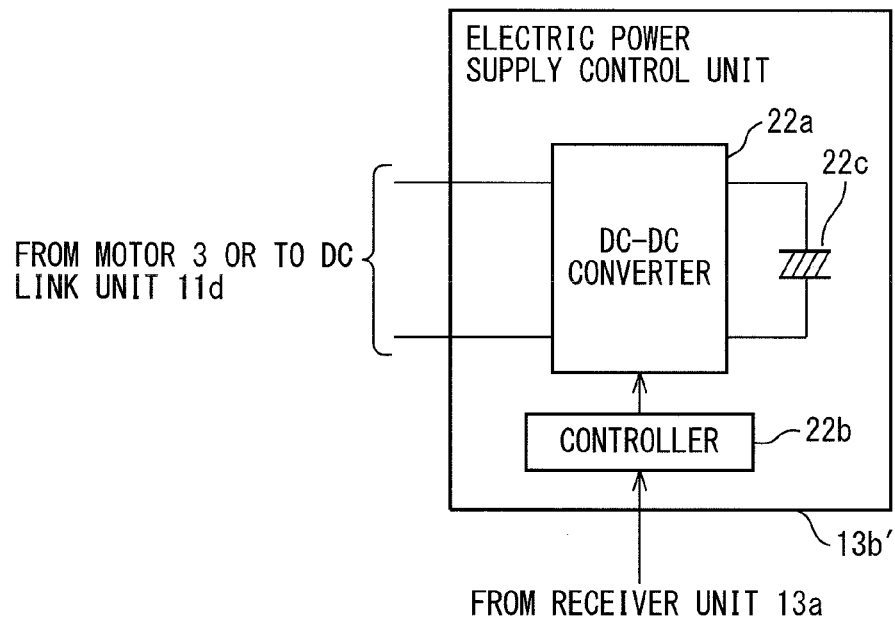 ELECTRIC POWER
SUPPLY CONTROL UNIT
22a
22c
DC-DC
CONVERTER
FROM MOTOR 3 OR TO DC
LINK UNIT 11d
CONTROLLER
22b
13b'
FROM RECEIVER UNIT 13a